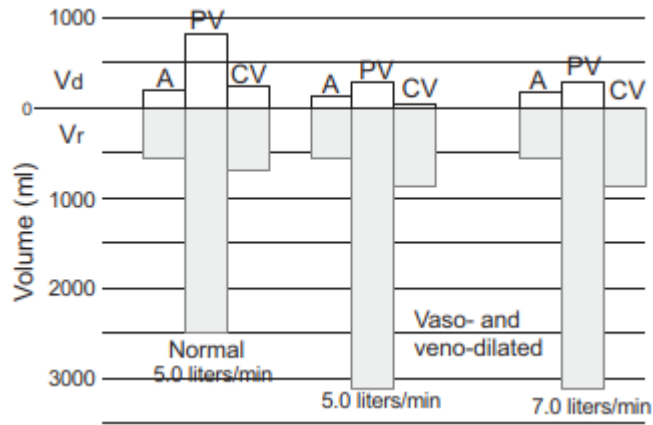 1000
PV
Vd
A
CV
A
PV
CV
A
PV
CV
0
Vr
Volume (ml)
1000
2000
Vaso- and
veno-dilated
Normal
5.0 liters/min
3000
5.0 liters/min
7.0 liters/min